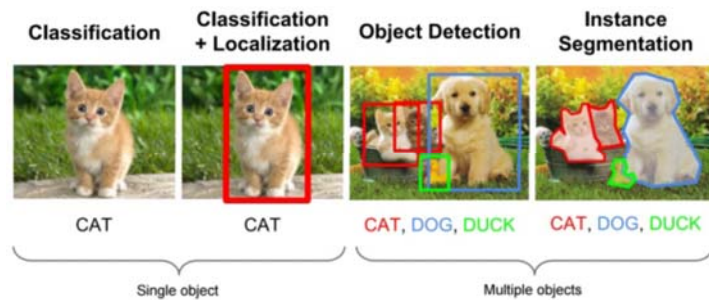 Classification
Classification
+ Localization
Object Detection
Instance
Segmentation
CAT
CAT
CAT, DOG, DUCK
CAT, DOG, DUCK
Single object
Multiple objects